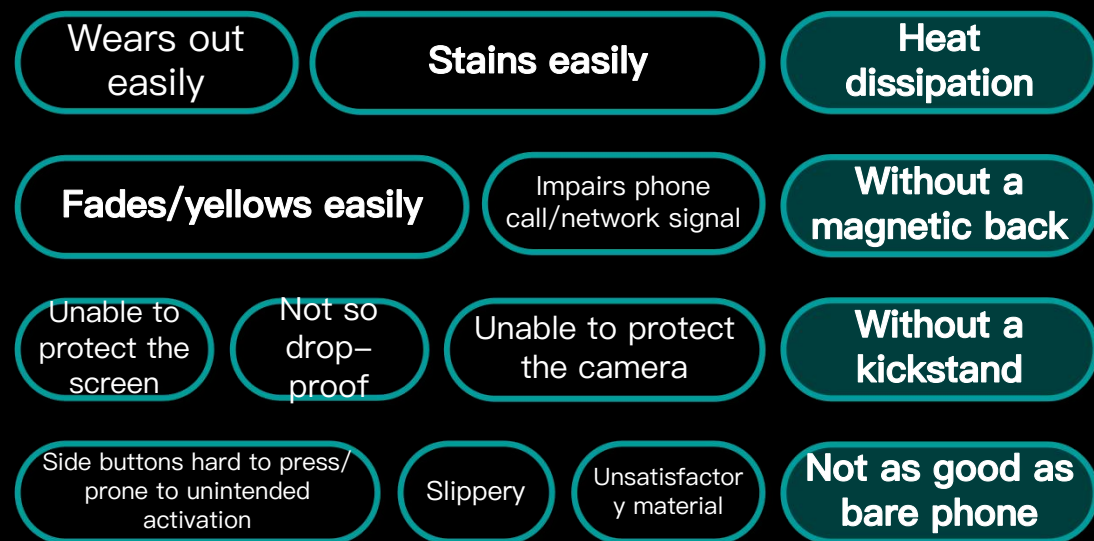 Wears out
easily
Stains easily
Heat
dissipation
Fades/yellows easily
Impairs phone
call/network signal
Without a
magnetic back
Unable to
protect the
screen
Not so
drop–
proof
Unable to protect
the camera
Without a
kickstand
Side buttons hard to press/
prone to unintended
activation
Slippery
Unsatisfactor
y material
Not as good as
bare phone